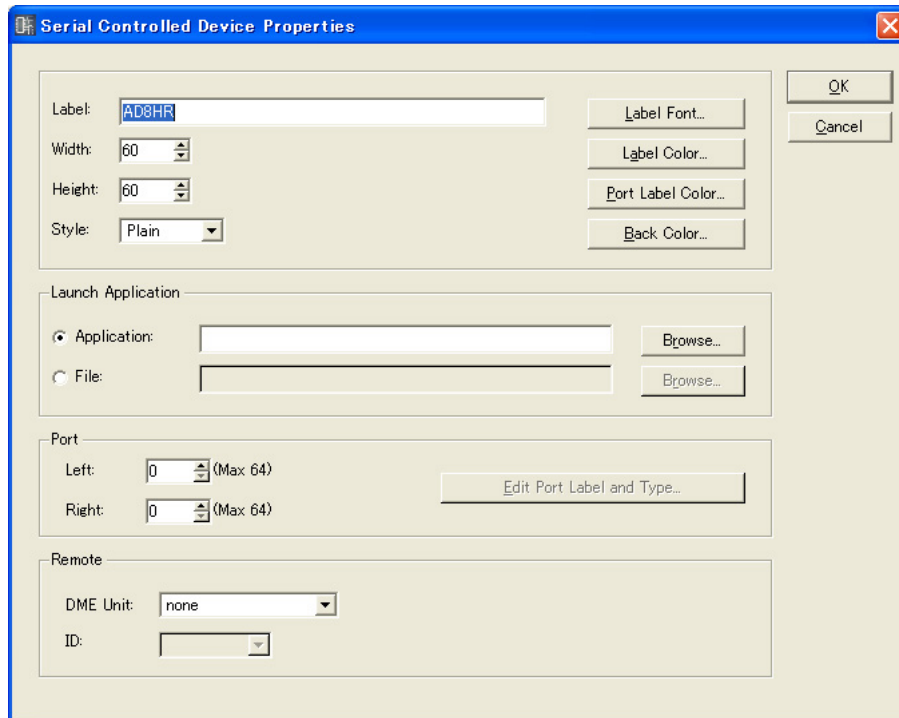 Serial Controlled Device Properties
Label: AD8HR Label Font... OK
Width: 60 Label Color... Cancel
Height: 60 Port Label Color...
Style: Plain Back Color...
Launch Application
Application: Browse...
File: Browse...
Port
Left: 0 (Max 64) Edit Port Label and Type...
Right: 0 (Max 64)
Remote
DME Unit: none
ID: